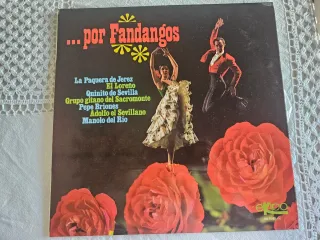 ...por Fandangos
La Paquera de Jerez
El Loreno
Quinito de Sevilla
Grupo gitano del Sacromonte
Pepe Briones
Adolfo el Sevillano
Manolo del Rio